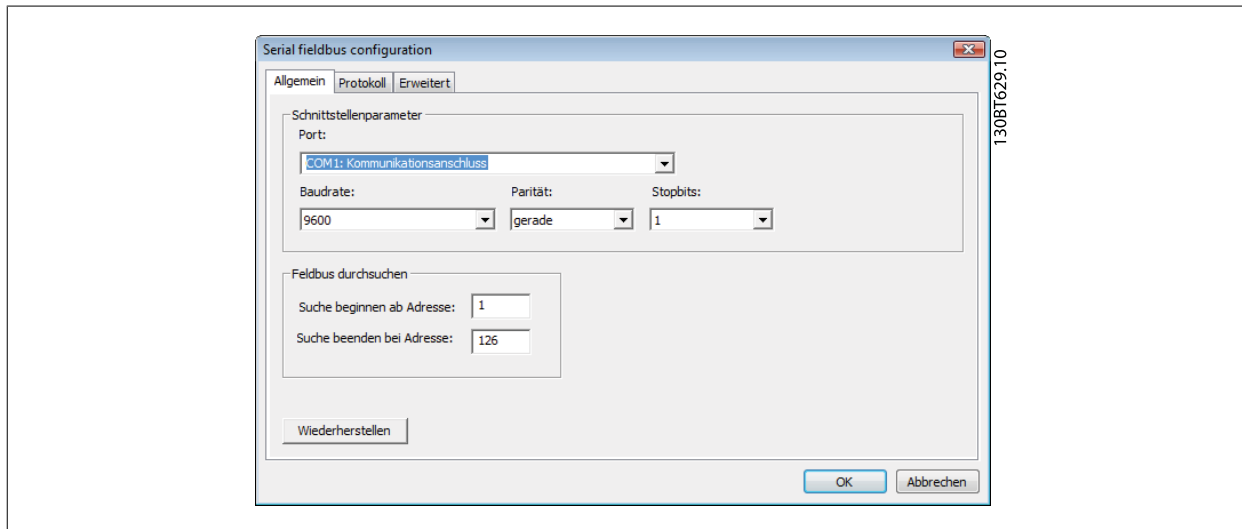 Serial fieldbus configuration
Allgemein Protokoll Erweitert
Schnittstellenparameter
Port:
COM1: Kommunikationsanschluss
Baudrate: Parität: Stopbits:
9600 gerade 1
Feldbus durchsuchen
Suche beginnen ab Adresse: 1
Suche beenden bei Adresse: 126
Wiederherstellen
OK Abbrechen
130BT629.10